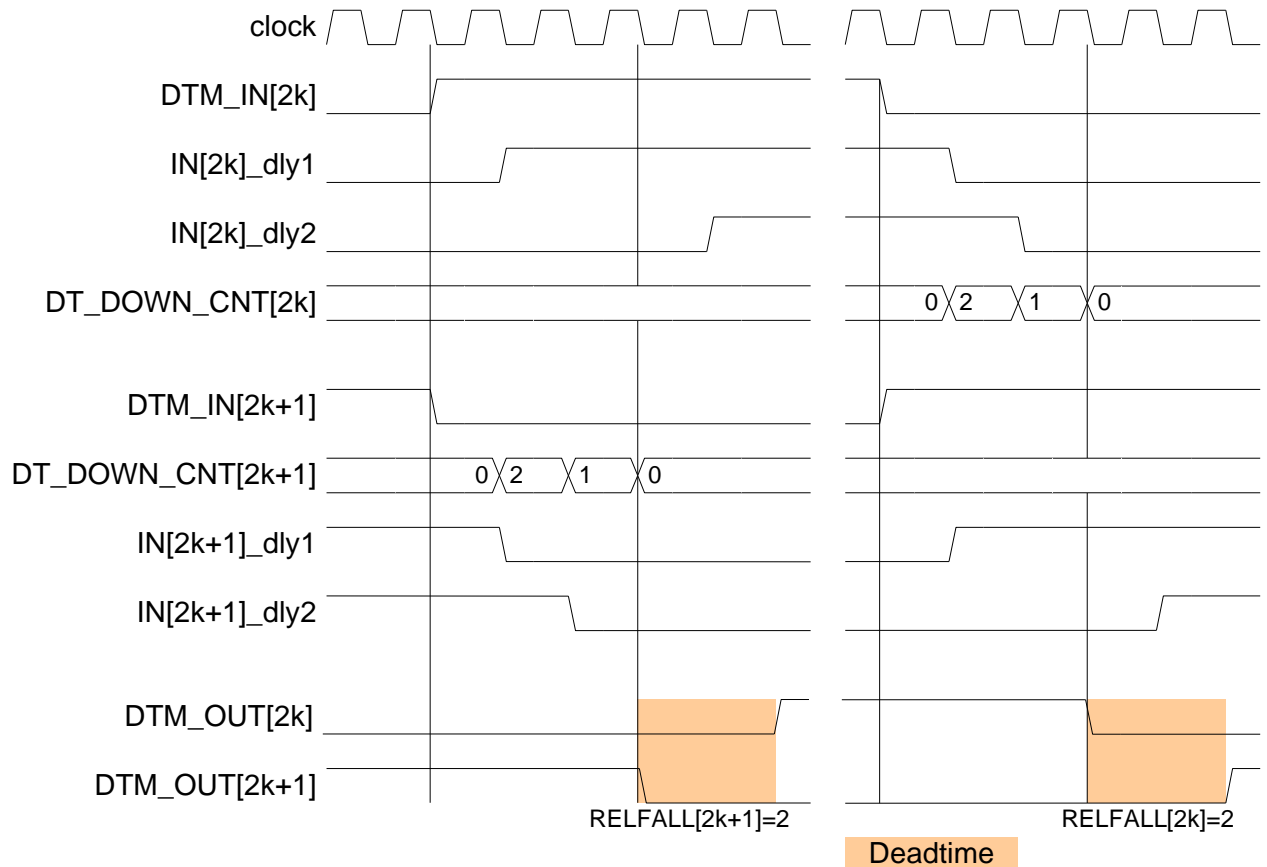 clock
DTM_IN[2k]
IN[2k]_dly1
IN[2k]_dly2
DT_DOWN_CNT[2k] 0 2 1 0
DTM_IN[2k+1]
DT_DOWN_CNT[2k+1] 0 2 1 0
IN[2k+1]_dly1
IN[2k+1]_dly2
DTM_OUT[2k]
DTM_OUT[2k+1]
RELFALL[2k+1]=2 RELFALL[2k]=2
Deadtime